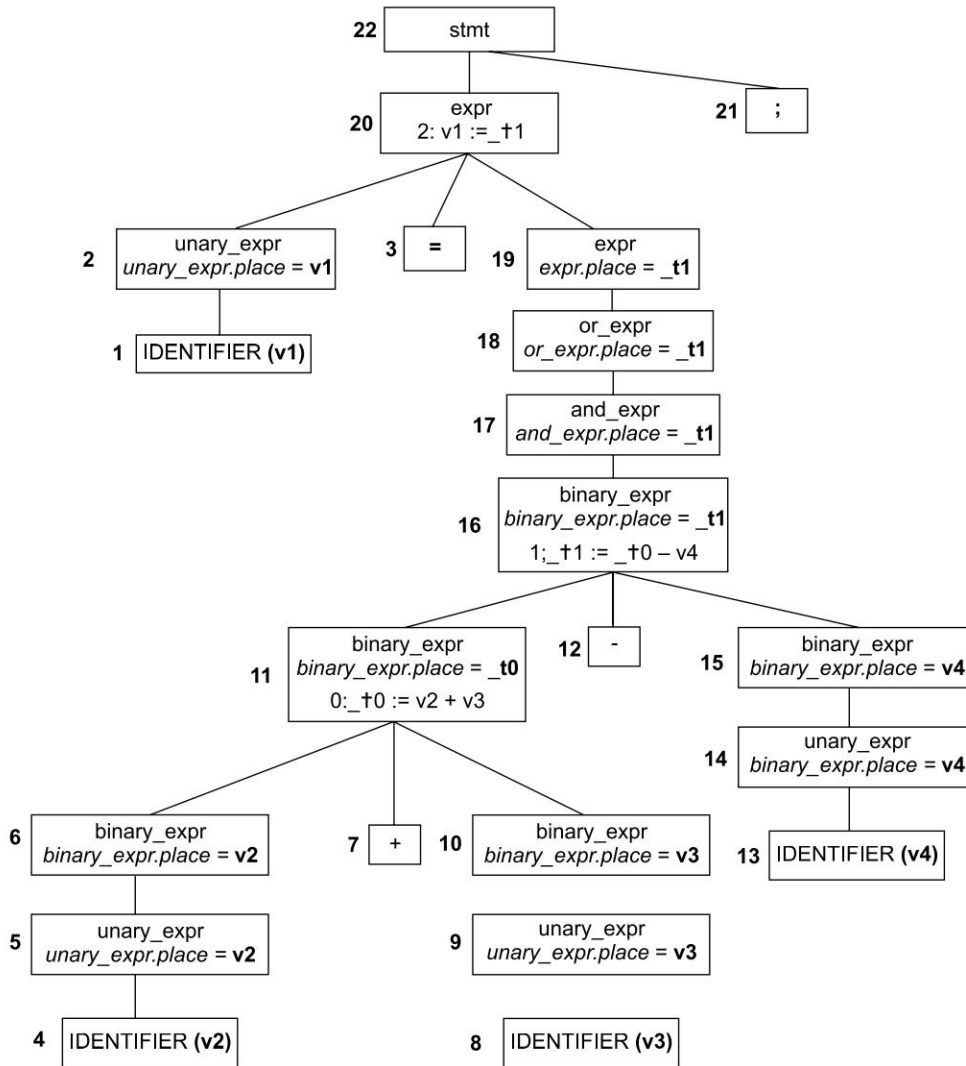 22 stmt
20 expr
2: v1 :=_†1
21 ;
2 unary_expr
unary_expr.place = v1
3 =
19 expr
expr.place = _t1
1 IDENTIFIER (v1)
18 or_expr
or_expr.place = _t1
17 and_expr
and_expr.place = _t1
16 binary_expr
binary_expr.place = _t1
1;_†1 := _†0 – v4
11 binary_expr
binary_expr.place = _t0
0:_†0 := v2 + v3
12 -
15 binary_expr
binary_expr.place = v4
14 unary_expr
binary_expr.place = v4
6 binary_expr
binary_expr.place = v2
7 +
10 binary_expr
binary_expr.place = v3
13 IDENTIFIER (v4)
5 unary_expr
unary_expr.place = v2
9 unary_expr
unary_expr.place = v3
4 IDENTIFIER (v2)
8 IDENTIFIER (v3)